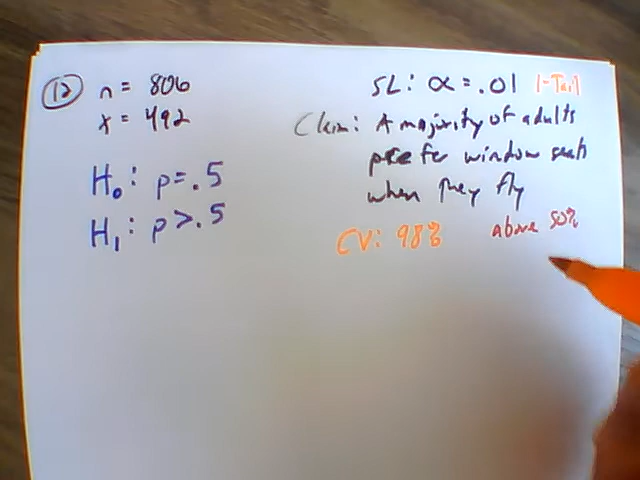 12 n = 806
x = 492
H₀: p = .5
H₁: p > .5
SL: α = .01 1-Tail
Claim: A majority of adults
prefer window seats
when they fly
above 50%
CV: 98%